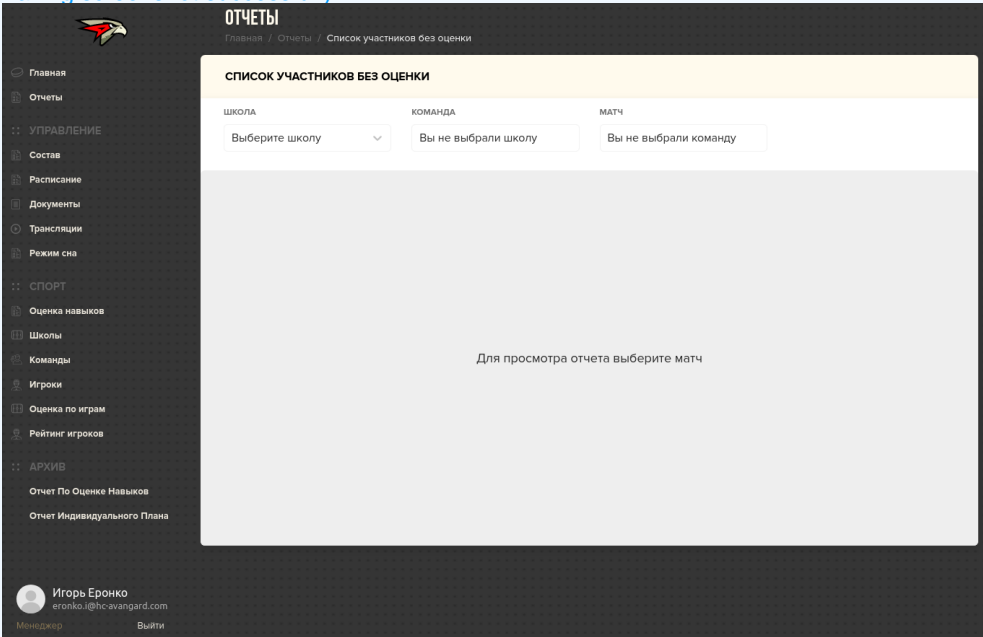 ОТЧЕТЫ
Главная / Отчеты / Список участников без оценки
Главная
Отчеты
УПРАВЛЕНИЕ
Состав
Расписание
Документы
Трансляции
Режим сна
СПОРТ
Оценка навыков
Школы
Команды
Игроки
Оценка по играм
Рейтинг игроков
АРХИВ
Отчет По Оценке Навыков
Отчет Индивидуального Плана
Игорь Еронко
eronko.i@hc-avangard.com
Менеджер Выйти
СПИСОК УЧАСТНИКОВ БЕЗ ОЦЕНКИ
ШКОЛА КОМАНДА МАТЧ
Выберите школу Вы не выбрали школу Вы не выбрали команду
Для просмотра отчета выберите матч